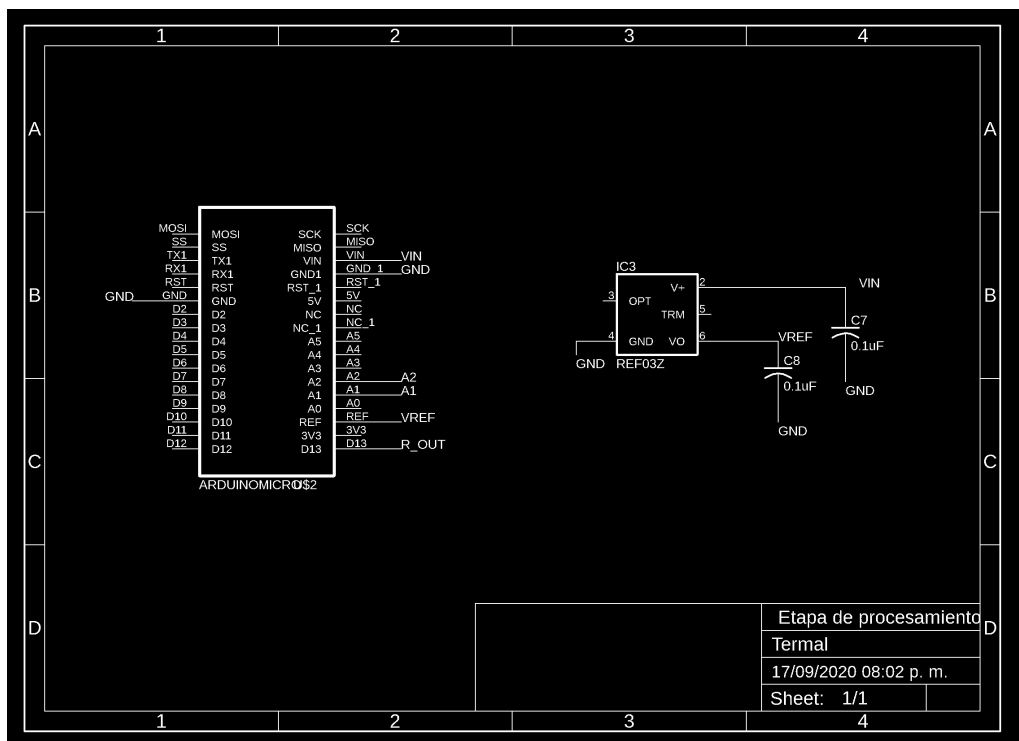 1 2 3 4
A A
MOSI MOSI SCK SCK
SS SS MISO MISO
TX1 TX1 VIN VIN VIN
RX1 RX1 GND1 GND_1 GND
RST RST RST_1 RST_1
GND GND GND 5V 5V
D2 D2 NC NC
D3 D3 NC_1 NC_1
D4 D4 A5 A5
D5 D5 A4 A4
D6 D6 A3 A3
D7 D7 A2 A2 A2
D8 D8 A1 A1 A1
D9 D9 A0 A0
D10 D10 REF REF VREF
D11 D11 3V3 3V3
D12 D12 D13 D13 R_OUT
ARDUINOMICRO U$2
B B
IC3
V+ 2 VIN
3 OPT
TRM 5
4 GND VO 6 VREF
GND REF03Z
C7
0.1uF
GND
C8
0.1uF
GND
C C
D D
Etapa de procesamiento
Termal
17/09/2020 08:02 p. m.
Sheet: 1/1
1 2 3 4